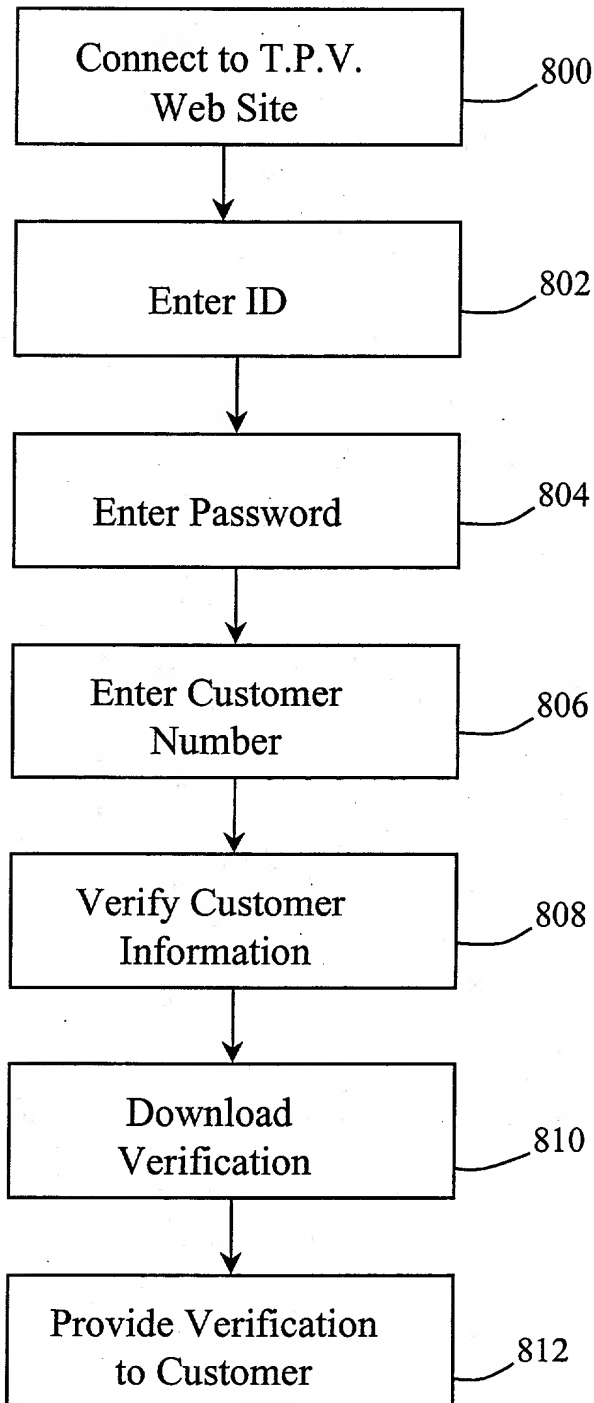 Connect to T.P.V.
Web Site
800
Enter ID
802
Enter Password
804
Enter Customer
Number
806
Verify Customer
Information
808
Download
Verification
810
Provide Verification
to Customer
812